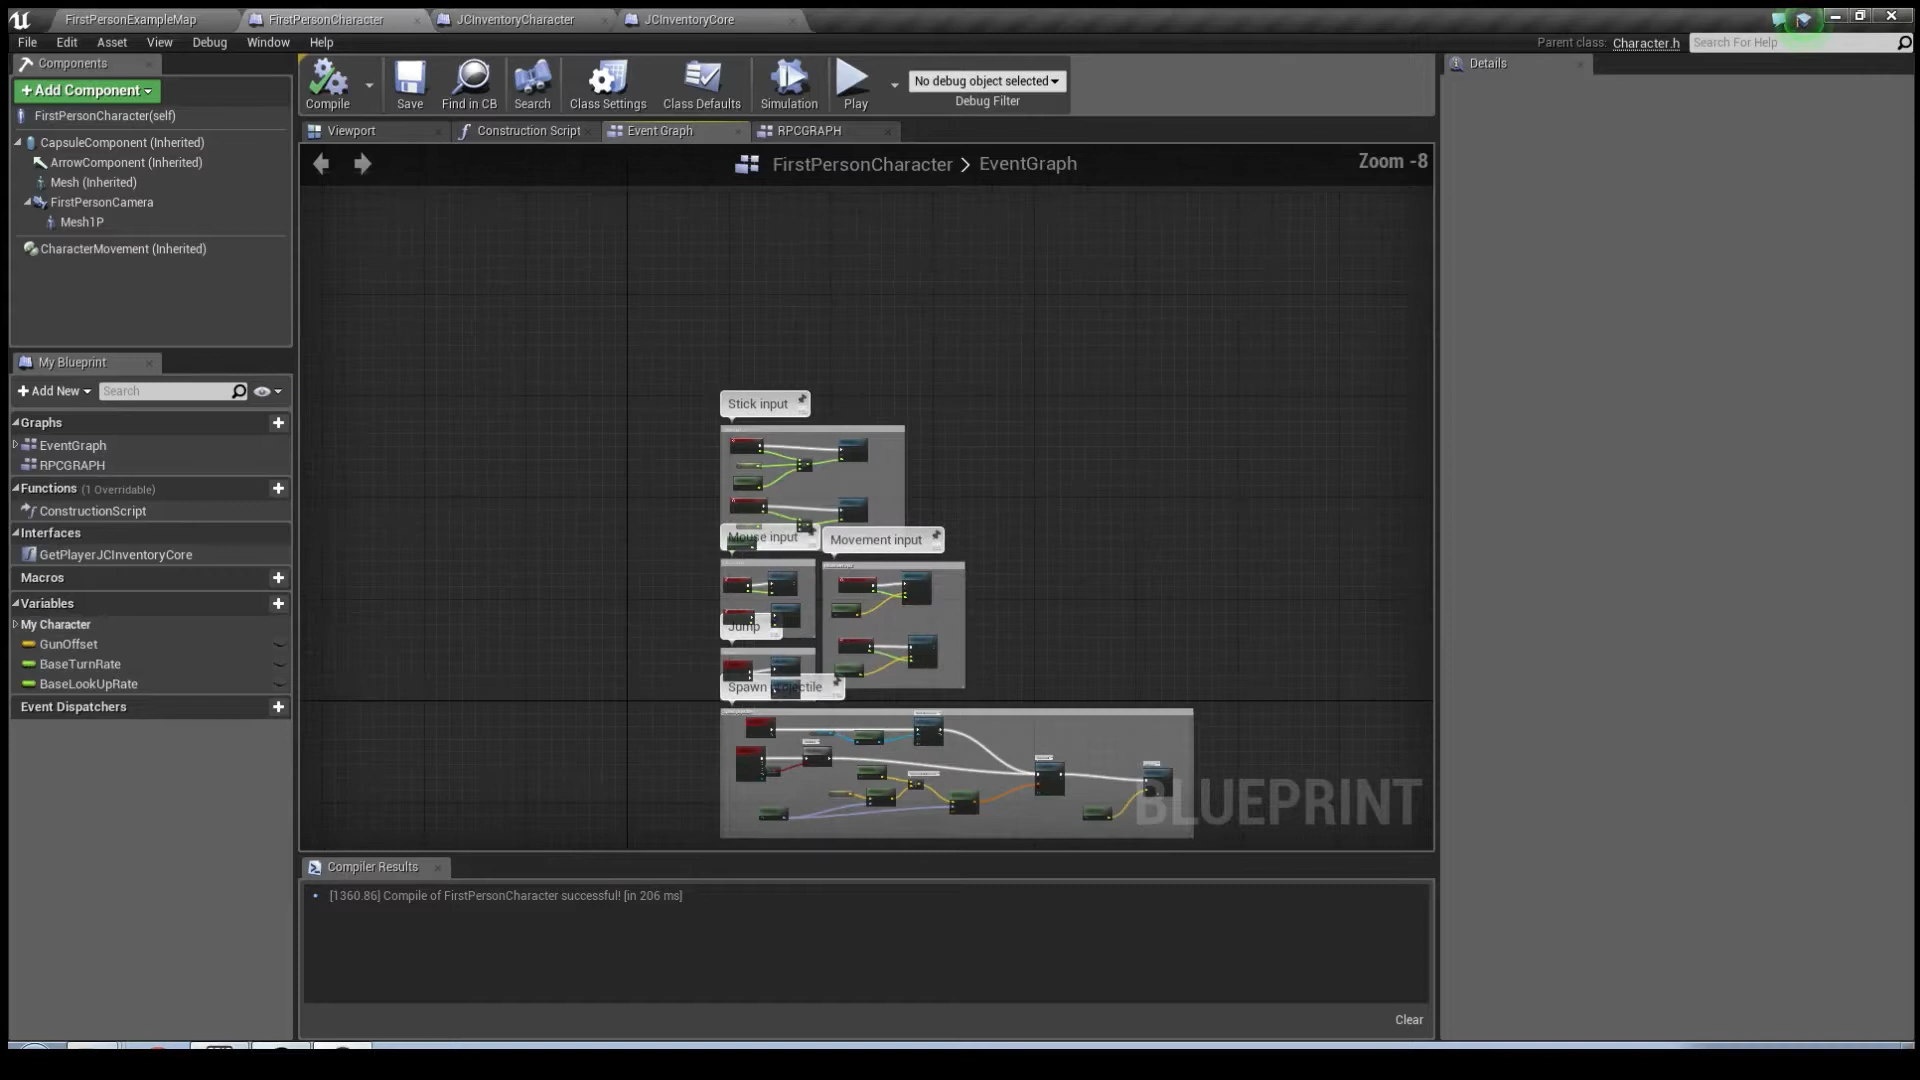 FirstPersonExampleMap
FirstPersonCharacter
JCInventoryCharacter
JCInventoryCore
File Edit Asset View Debug Window Help
Parent class: Character.h
Search For Help
Components
+Add Component
FirstPersonCharacter(self)
CapsuleComponent (Inherited)
ArrowComponent (Inherited)
Mesh (Inherited)
FirstPersonCamera
Mesh1P
CharacterMovement (Inherited)
My Blueprint
+Add New
Search
Graphs
EventGraph
RPCGRAPH
Functions (1 Overridable)
ConstructionScript
Interfaces
GetPlayerJCInventoryCore
Macros
Variables
My Character
GunOffset
BaseTurnRate
BaseLookUpRate
Event Dispatchers
Compile
Save
Find in CB
Search
Class Settings
Class Defaults
Simulation
Play
No debug object selected
Debug Filter
Viewport
Construction Script
Event Graph
RPCGRAPH
FirstPersonCharacter > EventGraph
Zoom -8
Stick input
Mouse input
Movement input
Jump
Spawn
BLUEPRINT
Compiler Results
[1360.86] Compile of FirstPersonCharacter successful! [in 206 ms]
Clear
Details